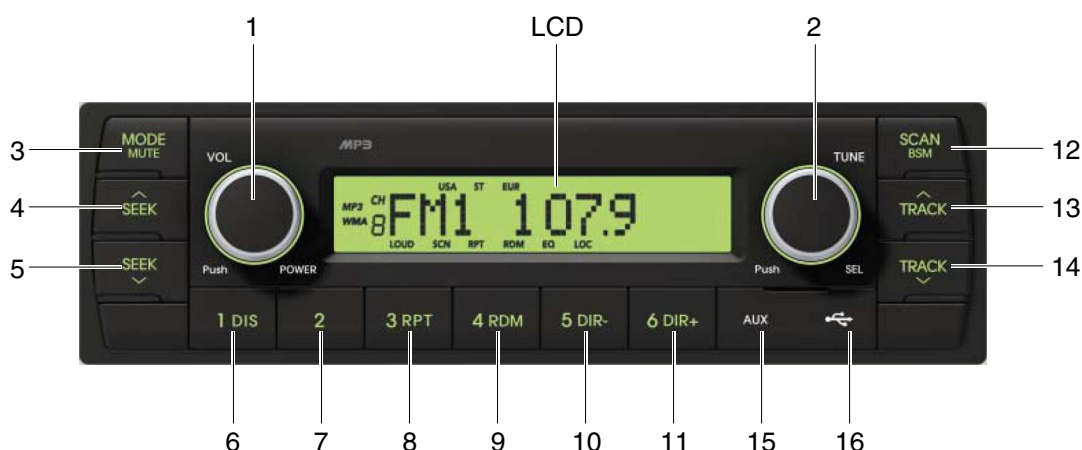 1 LCD 2
3 MODE MUTE VOL MP3 TUNE SCAN BSM 12
4 SEEK TRACK 13
USA ST EUR
MP3 CH
WMA 8 FM1 107.9
LOUD SCN RPT RDM EQ LOC
5 SEEK Push POWER Push SEL TRACK 14
1 DIS 2 3 RPT 4 RDM 5 DIR- 6 DIR+ AUX
6 7 8 9 10 11 15 16